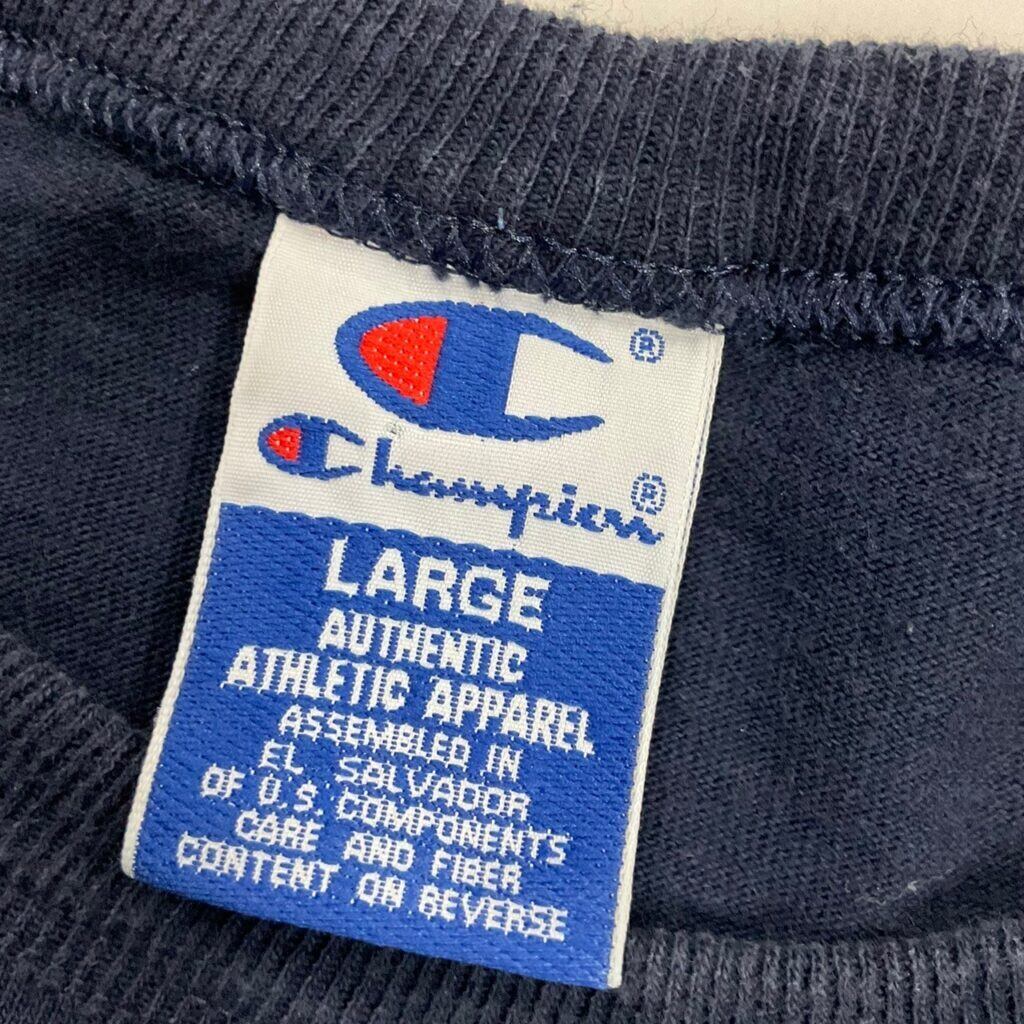 ®
Champion®
LARGE
AUTHENTIC
ATHLETIC APPAREL
ASSEMBLED IN
EL SALVADOR
OF U.S. COMPONENTS
CARE AND FIBER
CONTENT ON REVERSE